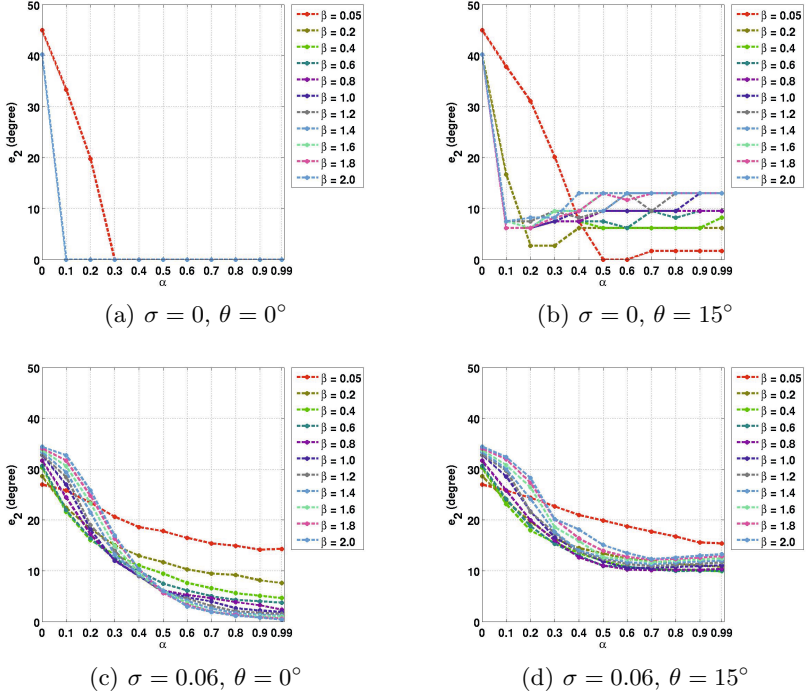 50
40
30
20
10
0
e2 (degree)
0 0.1 0.2 0.3 0.4 0.5 0.6 0.7 0.8 0.9 0.99
α
β = 0.05
β = 0.2
β = 0.4
β = 0.6
β = 0.8
β = 1.0
β = 1.2
β = 1.4
β = 1.6
β = 1.8
β = 2.0
(a) σ = 0, θ = 0°
50
40
30
20
10
0
e2 (degree)
0 0.1 0.2 0.3 0.4 0.5 0.6 0.7 0.8 0.9 0.99
α
β = 0.05
β = 0.2
β = 0.4
β = 0.6
β = 0.8
β = 1.0
β = 1.2
β = 1.4
β = 1.6
β = 1.8
β = 2.0
(b) σ = 0, θ = 15°
50
40
30
20
10
0
e2 (degree)
0 0.1 0.2 0.3 0.4 0.5 0.6 0.7 0.8 0.9 0.99
α
β = 0.05
β = 0.2
β = 0.4
β = 0.6
β = 0.8
β = 1.0
β = 1.2
β = 1.4
β = 1.6
β = 1.8
β = 2.0
(c) σ = 0.06, θ = 0°
50
40
30
20
10
0
e2 (degree)
0 0.1 0.2 0.3 0.4 0.5 0.6 0.7 0.8 0.9 0.99
α
β = 0.05
β = 0.2
β = 0.4
β = 0.6
β = 0.8
β = 1.0
β = 1.2
β = 1.4
β = 1.6
β = 1.8
β = 2.0
(d) σ = 0.06, θ = 15°